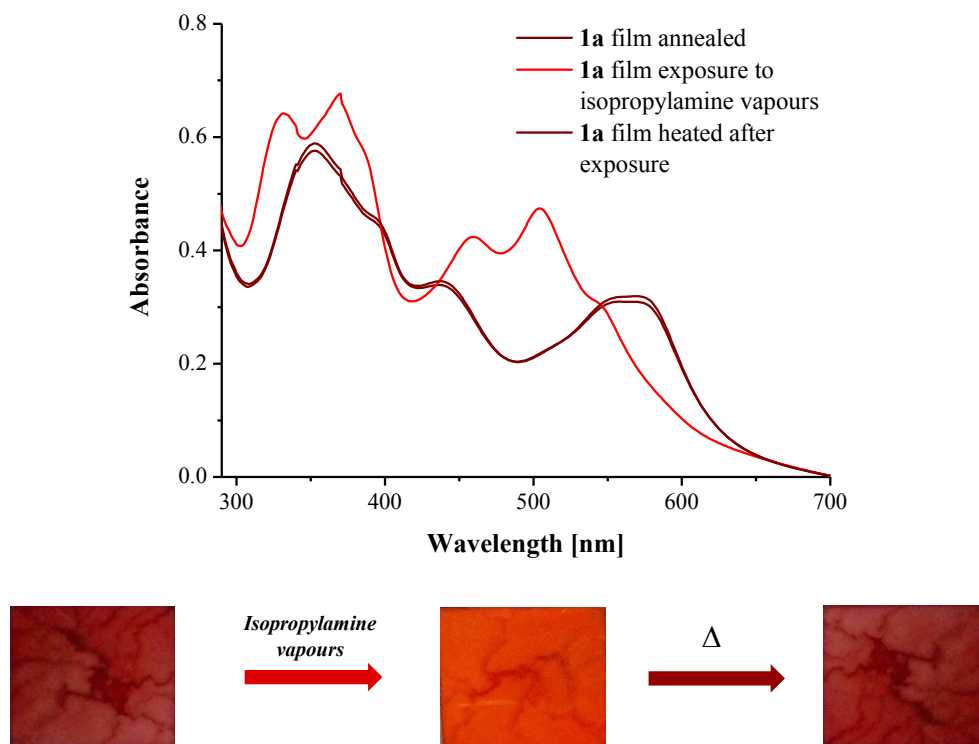 0.8
0.6
0.4
0.2
0.0
Absorbance
1a film annealed
1a film exposure to
isopropylamine vapours
1a film heated after
exposure
300 400 500 600 700
Wavelength [nm]
Isopropylamine
vapours
Δ